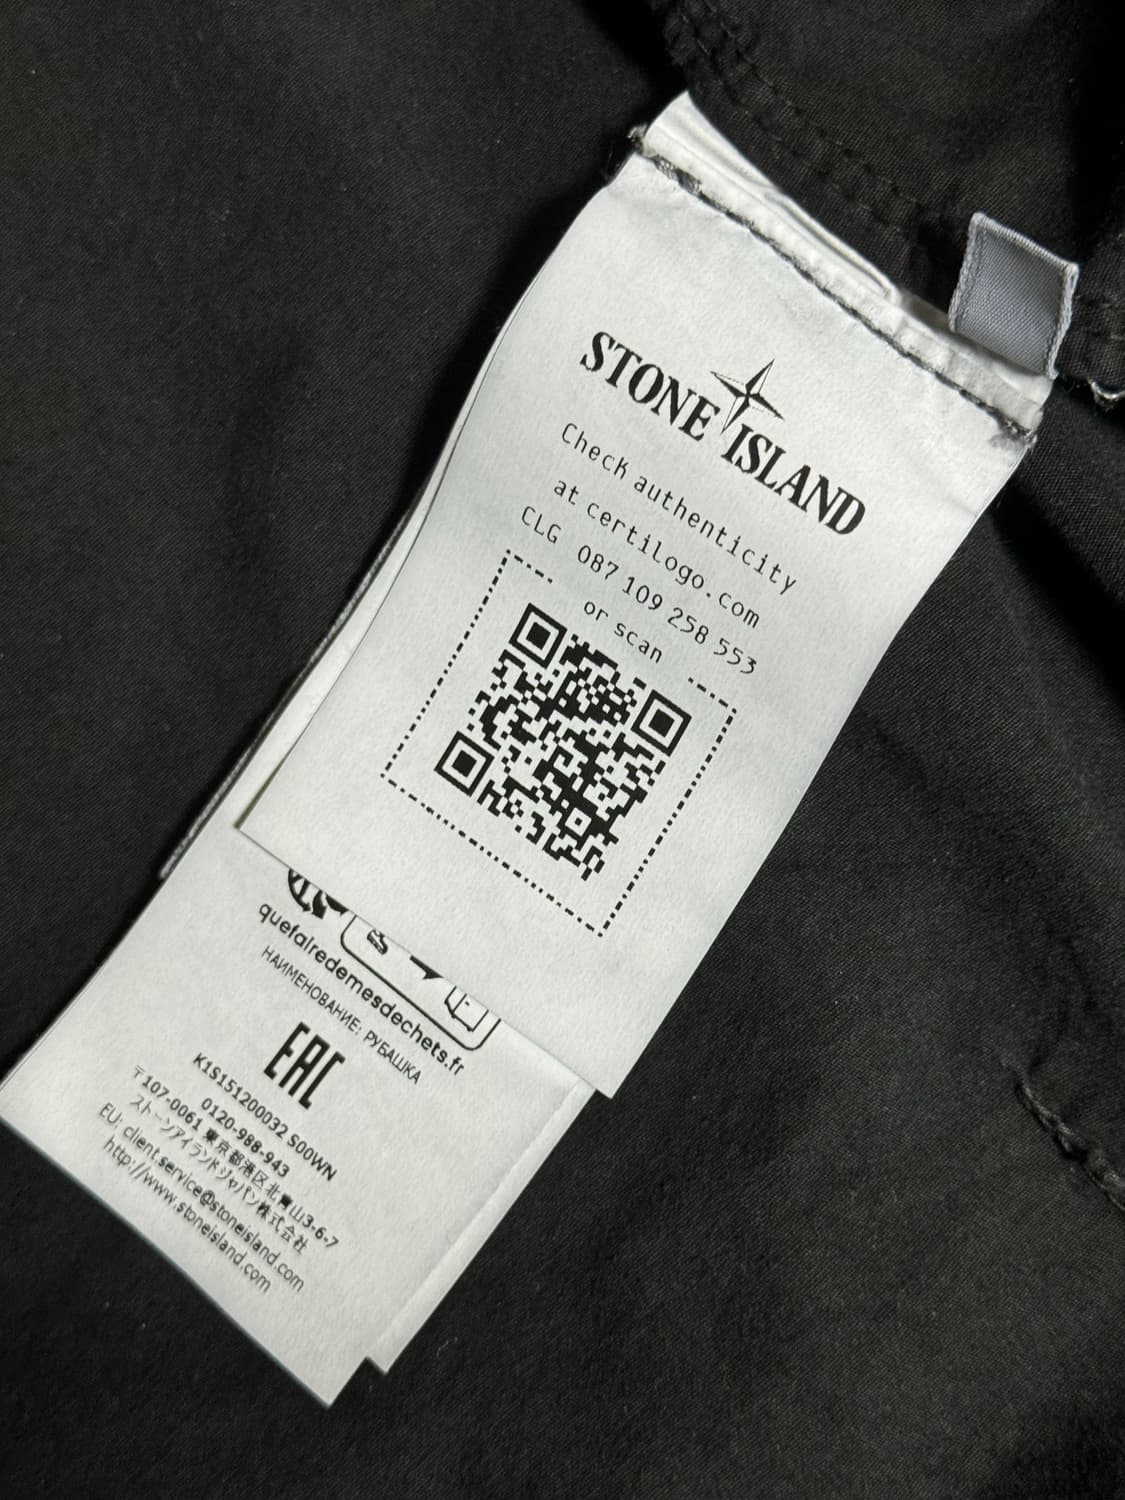 STONE ISLAND
Check authenticity
at certilogo.com
CLG 087 109 258 553
or scan
quefairedemesdechets.fr
НАИМЕНОВАНИЕ: РУБАШКА
EAC
K1S151200032 S00WN
0120-988-943
〒107-0061 東京都港区北青山3-6-7
ストーンアイランドジャパン株式会社
EU: client.service@stoneisland.com
http://www.stoneisland.com